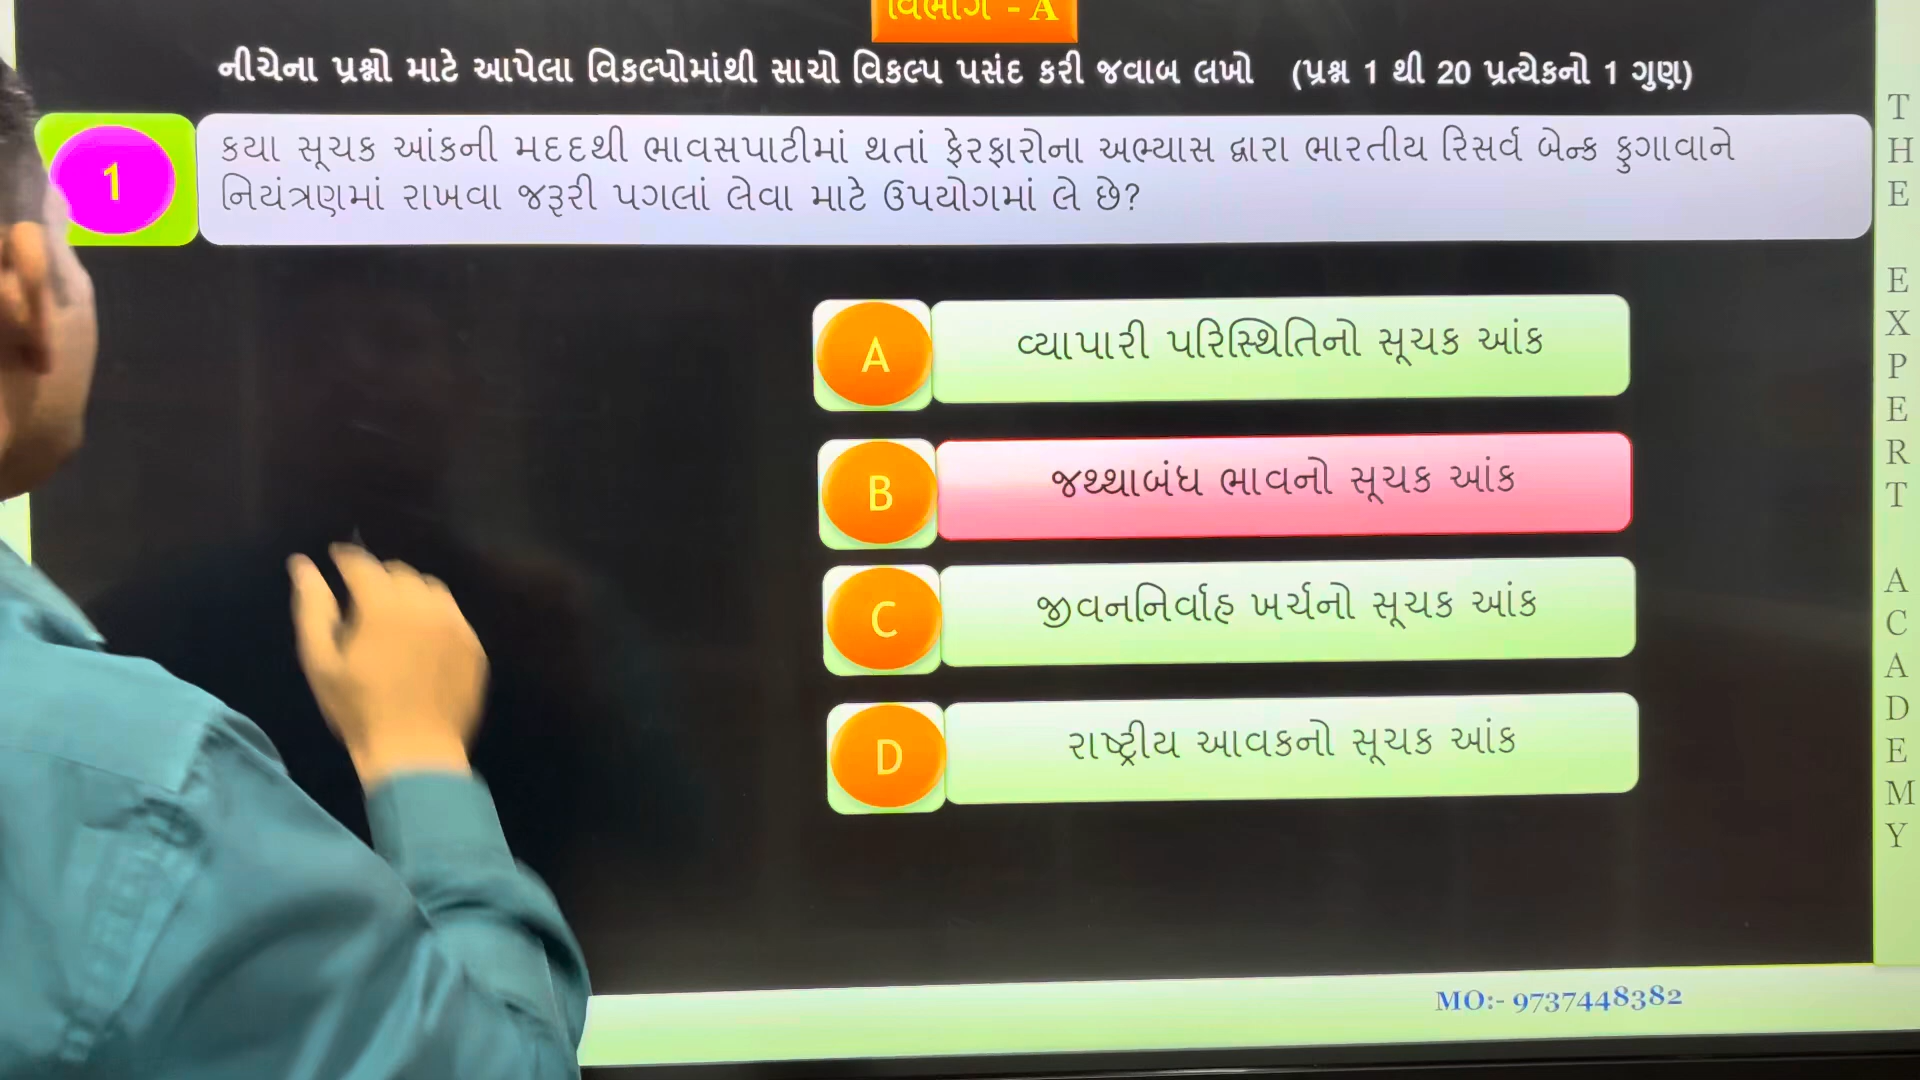 વિભાગ - A
નીચેના પ્રશ્નો માટે આપેલા વિકલ્પોમાંથી સાચો વિકલ્પ પસંદ કરી જવાબ લખો (પ્રશ્ન 1 થી 20 પ્રત્યેકનો 1 ગુણ)
1
કયા સૂચક આંકની મદદથી ભાવસપાટીમાં થતાં ફેરફારોના અભ્યાસ દ્વારા ભારતીય રિસર્વ બેન્ક ફુગાવાને
નિયંત્રણમાં રાખવા જરૂરી પગલાં લેવા માટે ઉપયોગમાં લે છે?
A વ્યાપારી પરિસ્થિતિનો સૂચક આંક
B જથ્થાબંધ ભાવનો સૂચક આંક
C જીવનનિર્વાહ ખર્ચનો સૂચક આંક
D રાષ્ટ્રીય આવકનો સૂચક આંક
THE EXPERT ACADEMY
MO:- 9737448382